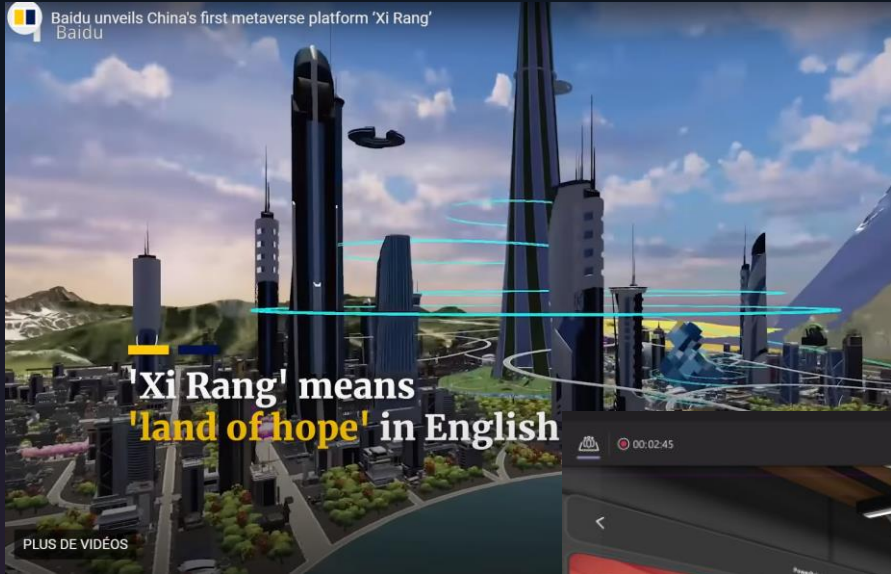 Baidu unveils China's first metaverse platform 'Xi Rang'
Baidu
'Xi Rang' means
'land of hope' in English
00:02:45
PLUS DE VIDÉOS